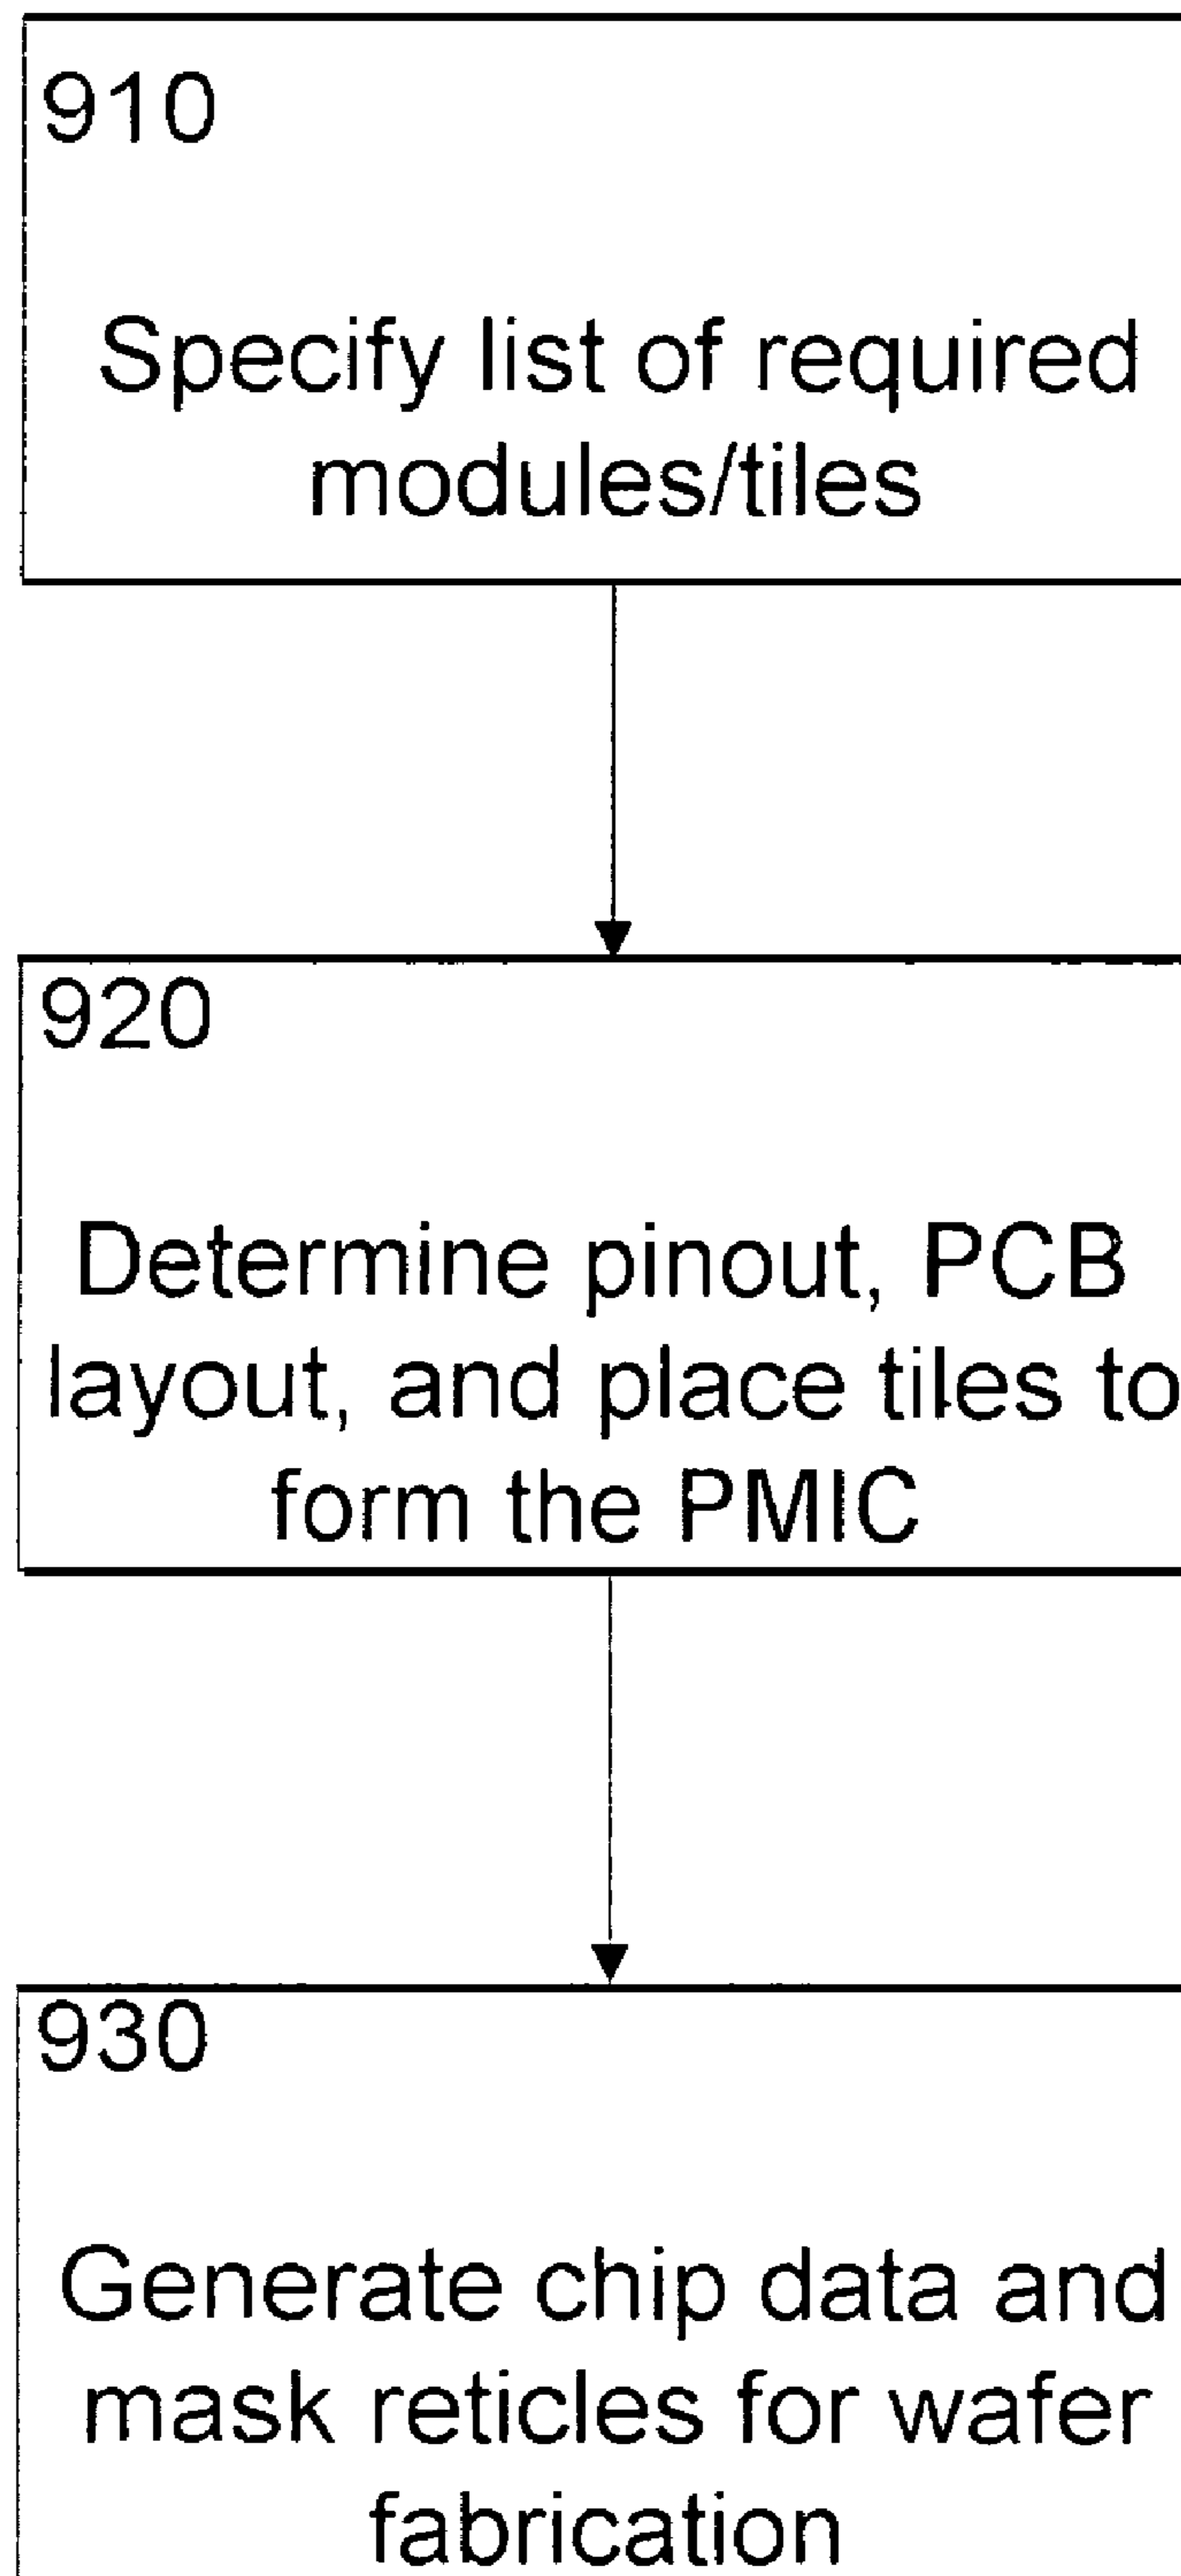 910
Specify list of required
modules/tiles
920
Determine pinout, PCB
layout, and place tiles to
form the PMIC
930
Generate chip data and
mask reticles for wafer
fabrication